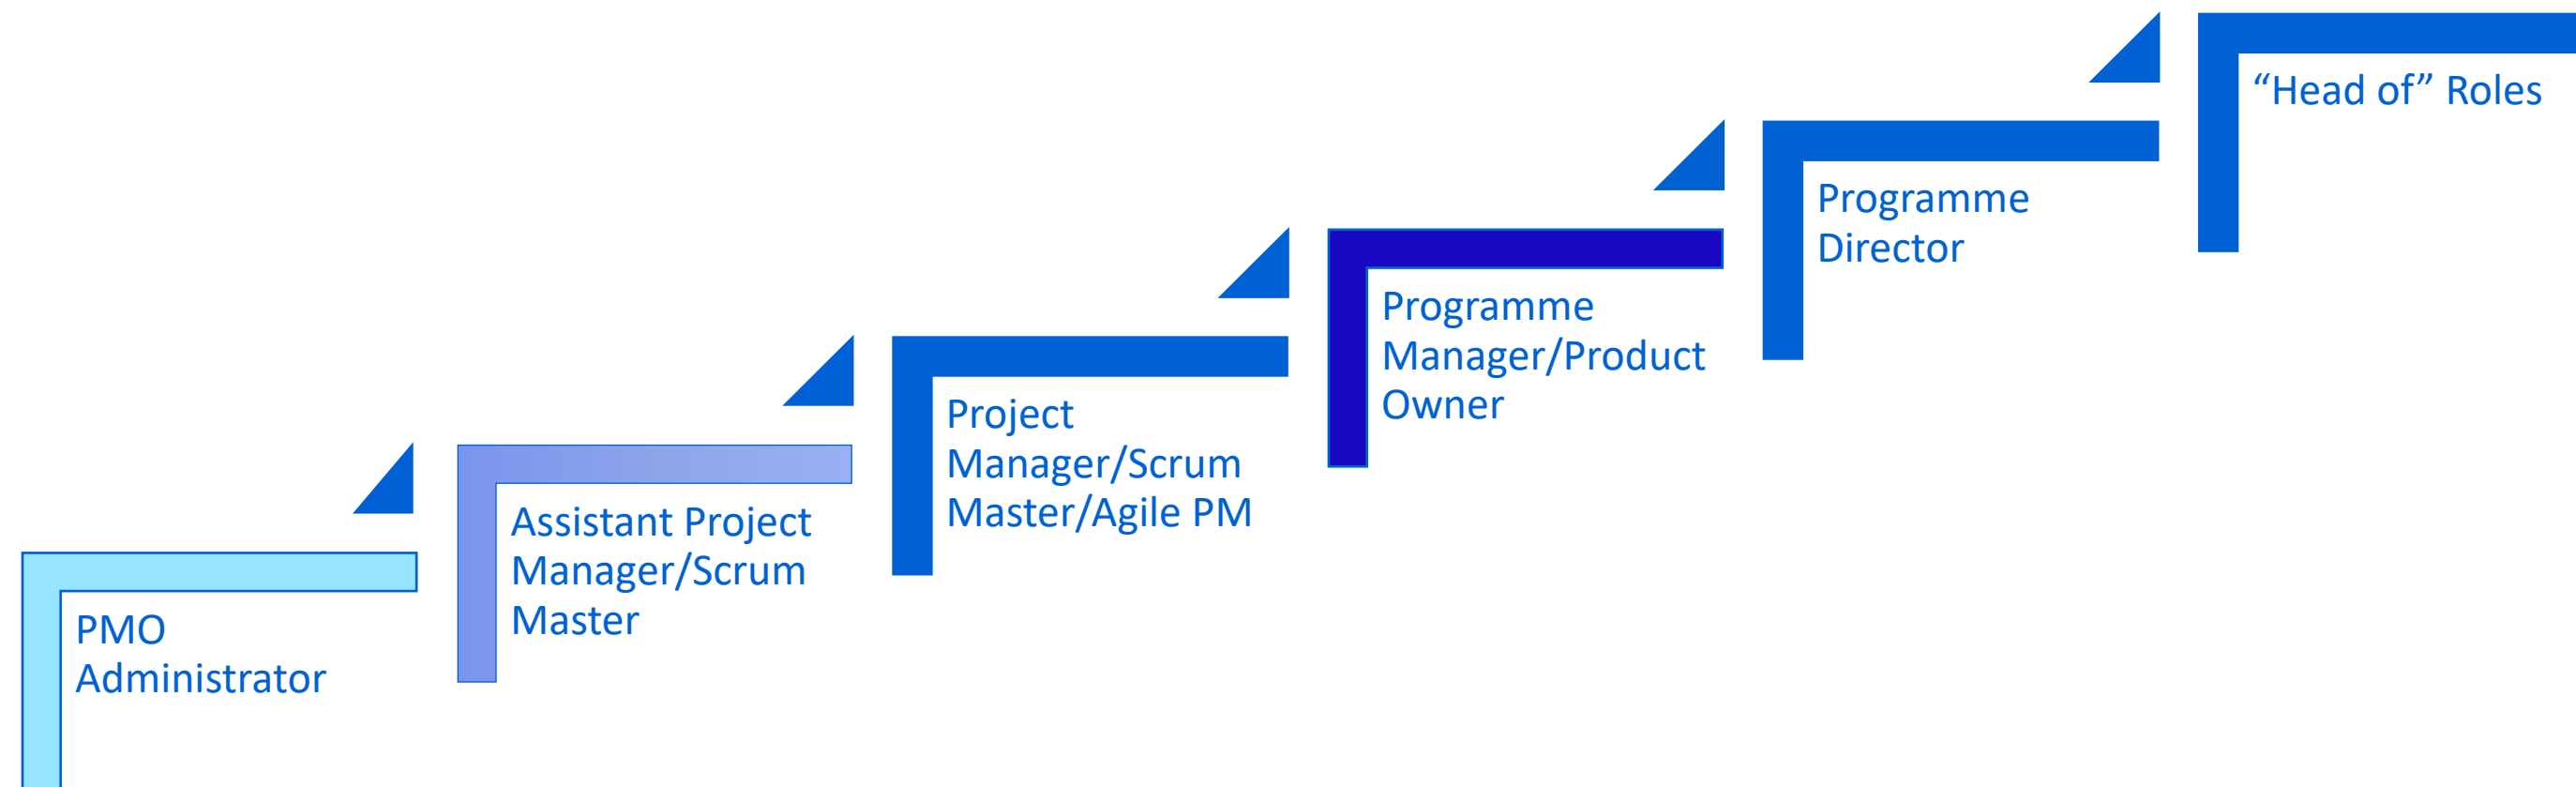 PMO
Administrator
Assistant Project
Manager/Scrum
Master
Project
Manager/Scrum
Master/Agile PM
Programme
Manager/Product
Owner
Programme
Director
“Head of” Roles